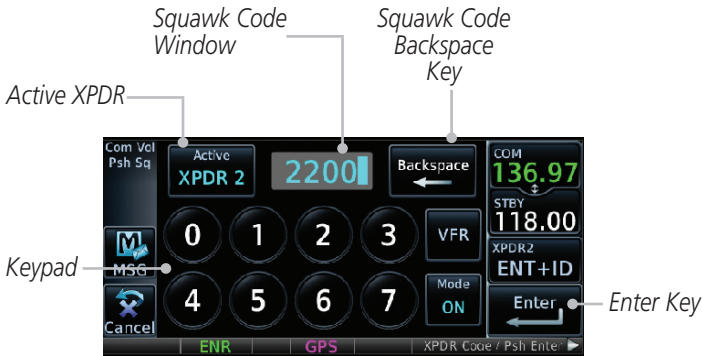 Squawk Code
Window
Squawk Code
Backspace
Key
Active XPDR
Com Vol
Psh Sq
Active
XPDR 2
2200
Backspace
COM
136.97
STBY
118.00
0
1
2
3
VFR
XPDR2
ENT+ID
MSG
Keypad
4
5
6
7
Mode
ON
Enter
Enter Key
Cancel
ENR
GPS
XPDR Code / Psh Enter